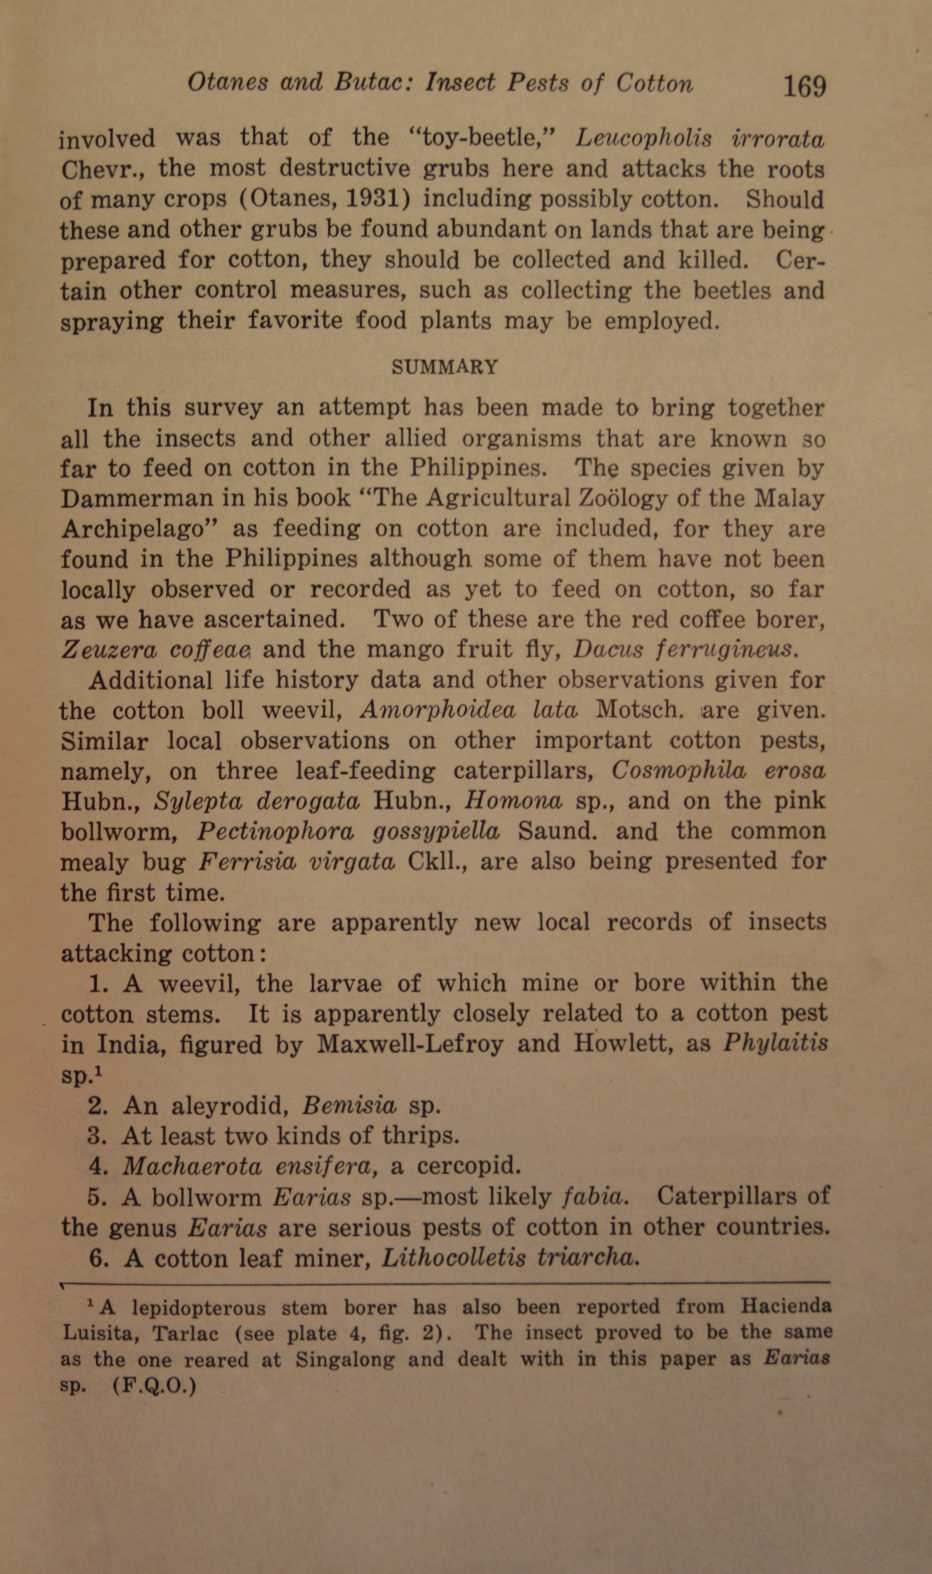 Otanes and Butac: Insect Pests of Cotton 169
involved was that of the “toy-beetle,” Leucopholis irrorata
Chevr., the most destructive grubs here and attacks the roots
of many crops (Otanes, 1931) including possibly cotton. Should
these and other grubs be found abundant on lands that are being
prepared for cotton, they should be collected and killed. Cer-
tain other control measures, such as collecting the beetles and
spraying their favorite food plants may be employed.
SUMMARY
In this survey an attempt has been made to bring together
all the insects and other allied organisms that are known so
far to feed on cotton in the Philippines. The species given by
Dammerman in his book “The Agricultural Zoölogy of the Malay
Archipelago” as feeding on cotton are included, for they are
found in the Philippines although some of them have not been
locally observed or recorded as yet to feed on cotton, so far
as we have ascertained. Two of these are the red coffee borer,
Zeuzera coffeae and the mango fruit fly, Dacus ferrugineus.
Additional life history data and other observations given for
the cotton boll weevil, Amorphoidea lata Motsch. are given.
Similar local observations on other important cotton pests,
namely, on three leaf-feeding caterpillars, Cosmophila erosa
Hubn., Sylepta derogata Hubn., Homona sp., and on the pink
bollworm, Pectinophora gossypiella Saund. and the common
mealy bug Ferrisia virgata Ckll., are also being presented for
the first time.
The following are apparently new local records of insects
attacking cotton:
1. A weevil, the larvae of which mine or bore within the
cotton stems. It is apparently closely related to a cotton pest
in India, figured by Maxwell-Lefroy and Howlett, as Phylaitis
sp.¹
2. An aleyrodid, Bemisia sp.
3. At least two kinds of thrips.
4. Machaerota ensifera, a cercopid.
5. A bollworm Earias sp.—most likely fabia. Caterpillars of
the genus Earias are serious pests of cotton in other countries.
6. A cotton leaf miner, Lithocolletis triarcha.
¹ A lepidopterous stem borer has also been reported from Hacienda
Luisita, Tarlac (see plate 4, fig. 2). The insect proved to be the same
as the one reared at Singalong and dealt with in this paper as Earias
sp. (F.Q.O.)